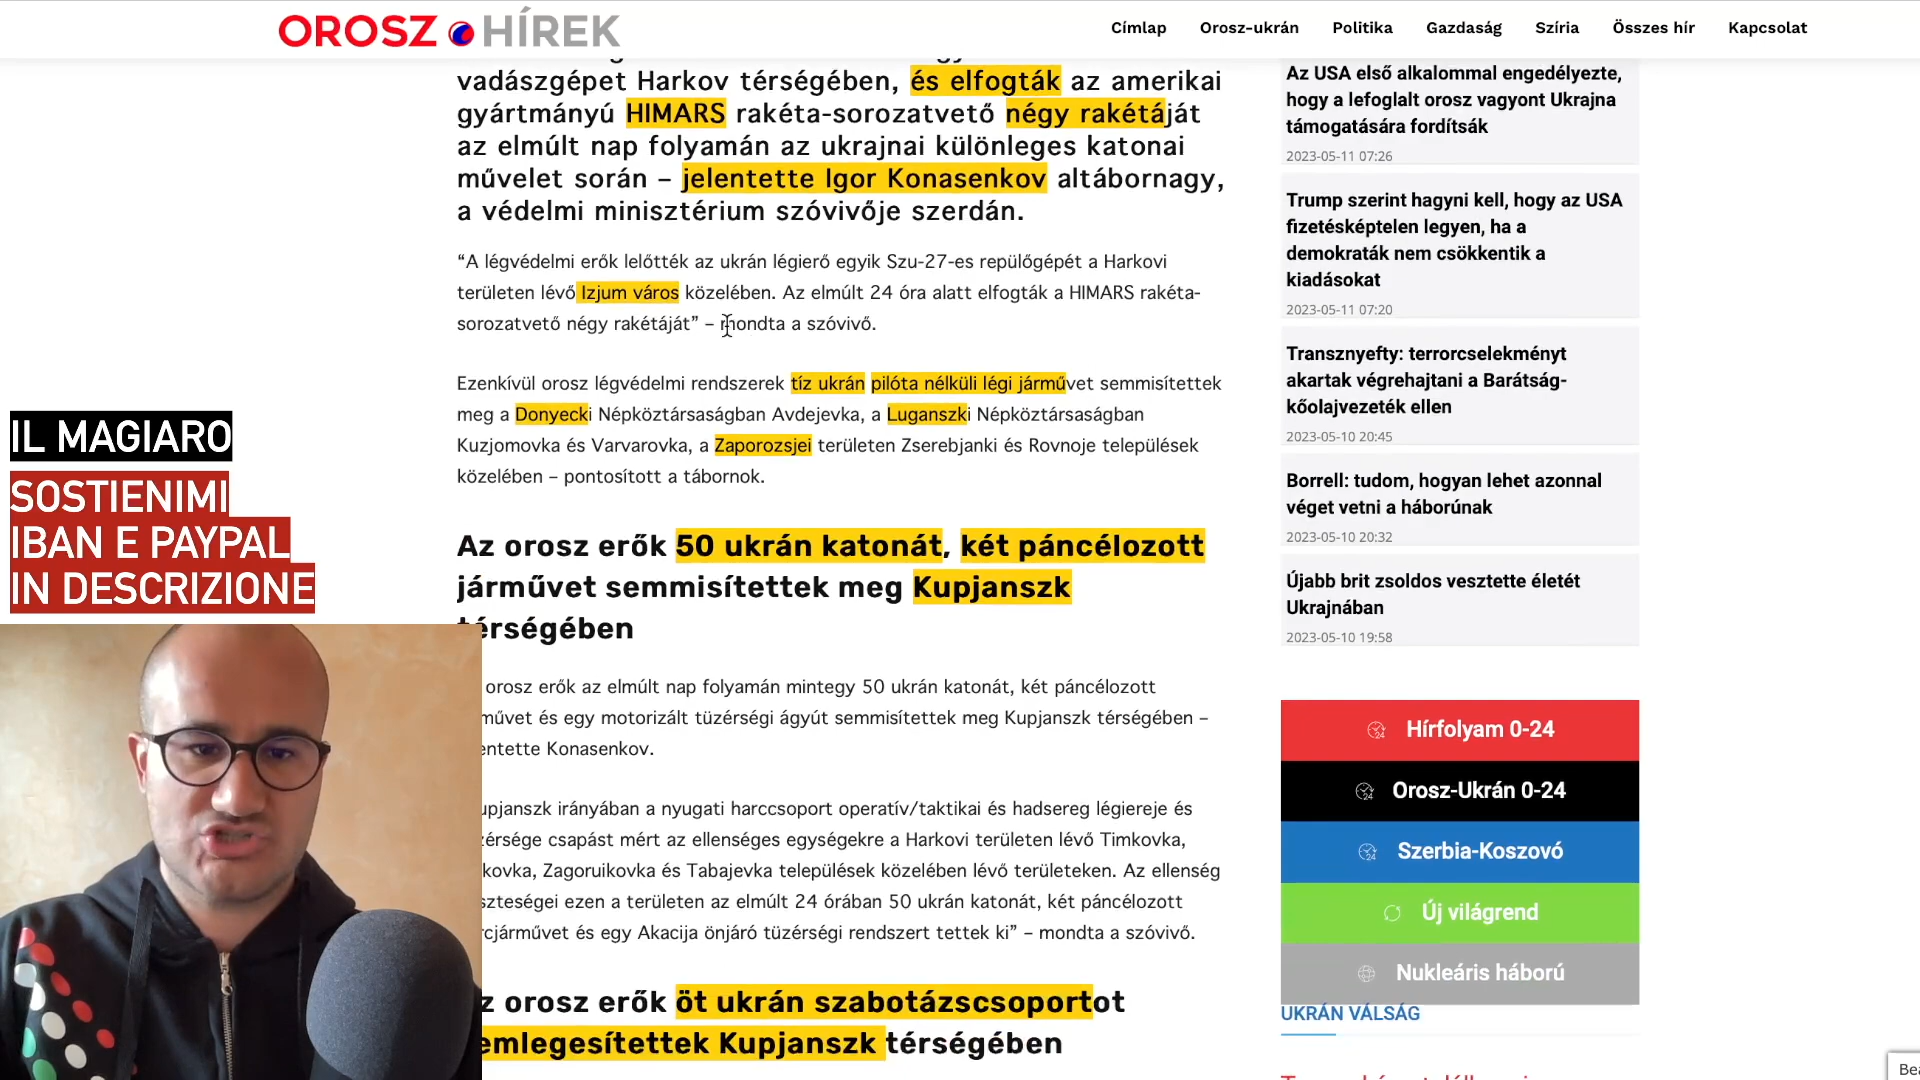 OROSZ HÍREK
Címlap
Orosz-ukrán
Politika
Gazdaság
Szíria
Összes hír
Kapcsolat
vadászgépet Harkov térségében, és elfogták az amerikai
gyártmányú HIMARS rakéta-sorozatvető négy rakétáját
az elmúlt nap folyamán az ukrajnai különleges katonai
művelet során – jelentette Igor Konasenkov altábornagy,
a védelmi minisztérium szóvivője szerdán.
“A légvédelmi erők lelőtték az ukrán légierő egyik Szu-27-es repülőgépét a Harkovi
területen lévő Izjum város közelében. Az elmúlt 24 óra alatt elfogták a HIMARS rakéta-
sorozatvető négy rakétáját” – mondta a szóvivő.
Ezenkívül orosz légvédelmi rendszerek tíz ukrán pilóta nélküli légi járművet semmisítettek
meg a Donyecki Népköztársaságban Avdejevka, a Luganszki Népköztársaságban
Kuzjomovka és Varvarovka, a Zaporozsjei területen Zserebjanki és Rovnoje települések
közelében – pontosított a tábornok.
Az orosz erők 50 ukrán katonát, két páncélozott
járművet semmisítettek meg Kupjanszk
térségében
orosz erők az elmúlt nap folyamán mintegy 50 ukrán katonát, két páncélozott
művet és egy motorizált tüzérségi ágyút semmisítettek meg Kupjanszk térségében –
entette Konasenkov.
upjanszk irányában a nyugati harccsoport operatív/taktikai és hadsereg légiereje és
zérsége csapást mért az ellenséges egységekre a Harkovi területen lévő Timkovka,
kovka, Zagoruikovka és Tabajevka települések közelében lévő területeken. Az ellenség
szteségei ezen a területen az elmúlt 24 órában 50 ukrán katonát, két páncélozott
rcjárművet és egy Akacija önjáró tüzérségi rendszert tettek ki” – mondta a szóvivő.
z orosz erők öt ukrán szabotázscsoportot
emlegesítettek Kupjanszk térségében
Az USA első alkalommal engedélyezte,
hogy a lefoglalt orosz vagyont Ukrajna
támogatására fordítsák
2023-05-11 07:26
Trump szerint hagyni kell, hogy az USA
fizetésképtelen legyen, ha a
demokraták nem csökkentik a
kiadásokat
2023-05-11 07:20
Transznyefty: terrorcselekményt
akartak végrehajtani a Barátság-
kőolajvezeték ellen
2023-05-10 20:45
Borrell: tudom, hogyan lehet azonnal
véget vetni a háborúnak
2023-05-10 20:32
Újabb brit zsoldos vesztette életét
Ukrajnában
2023-05-10 19:58
Hírfolyam 0-24
Orosz-Ukrán 0-24
Szerbia-Koszovó
Új világrend
Nukleáris háború
UKRÁN VÁLSÁG
IL MAGIARO
SOSTIENIMI
IBAN E PAYPAL
IN DESCRIZIONE